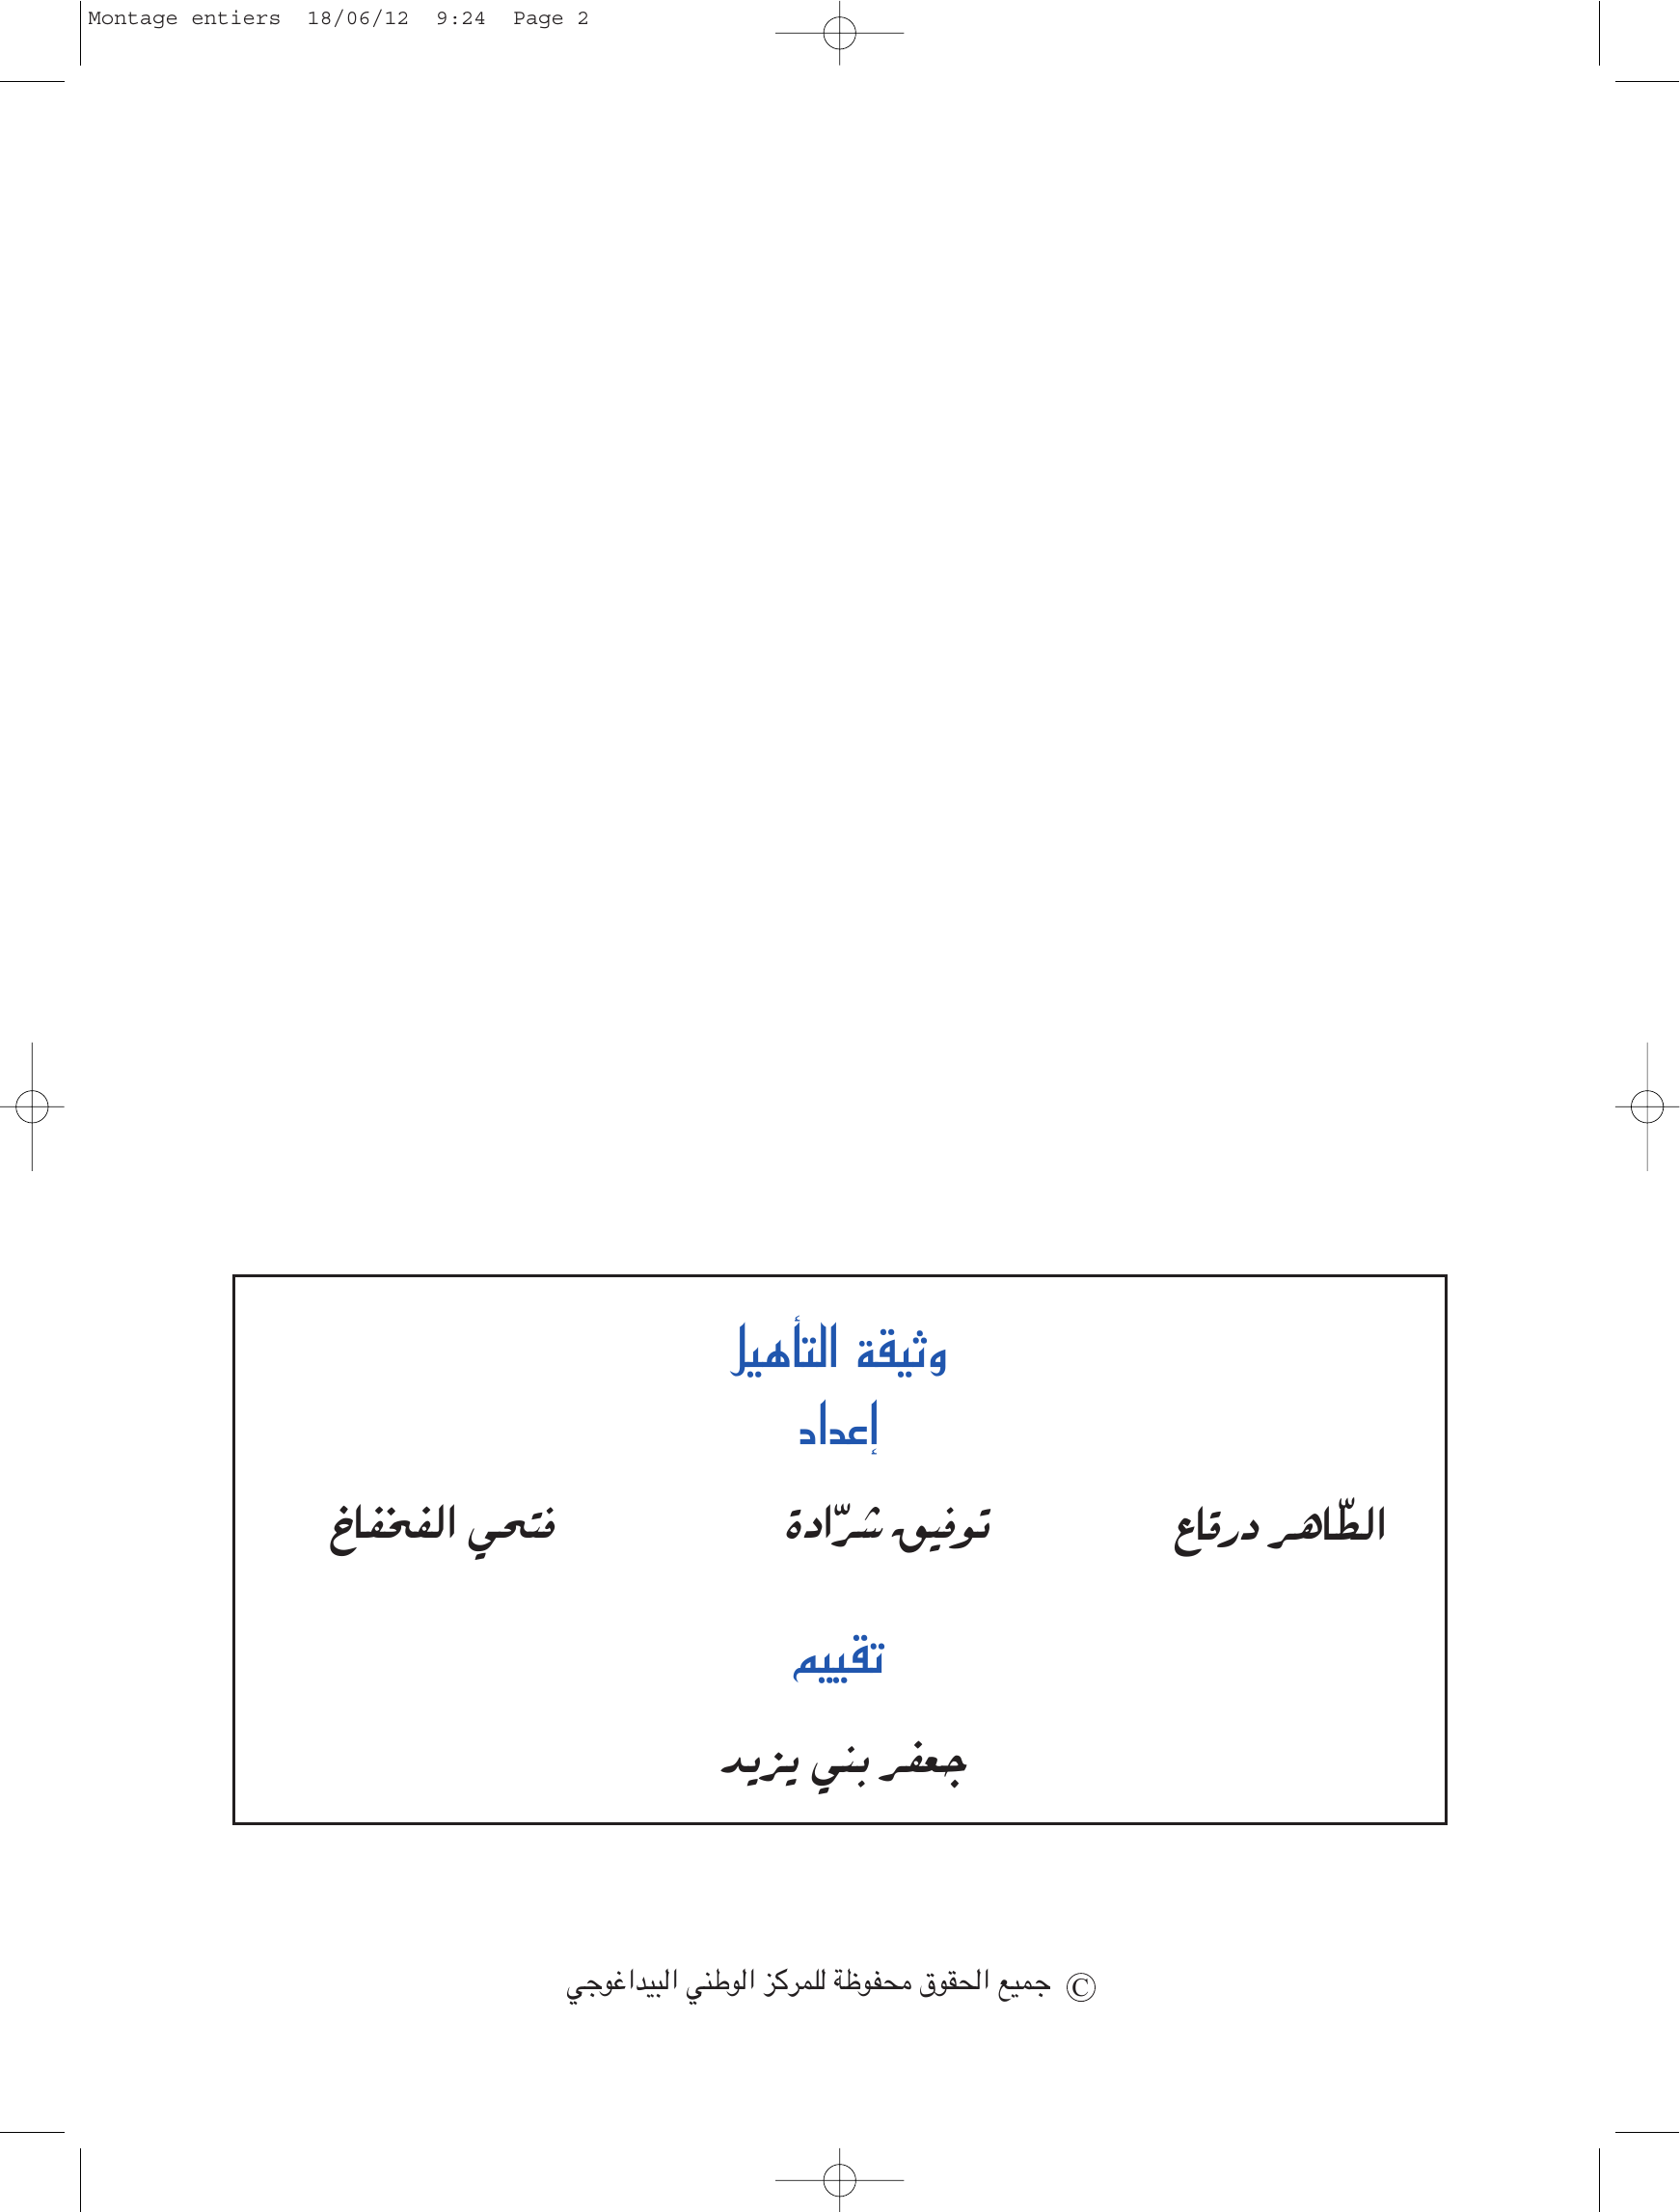 Montage entiers 18/06/12 9:24 Page 2
وثيقة التأهيل
إعداد
الطّاهر درقاع توفيق شرّادة فتحي الفخفاخ
تقييم
جعفر بني يزيد
© جميع الحقوق محفوظة للمركز الوطني البيداغوجي